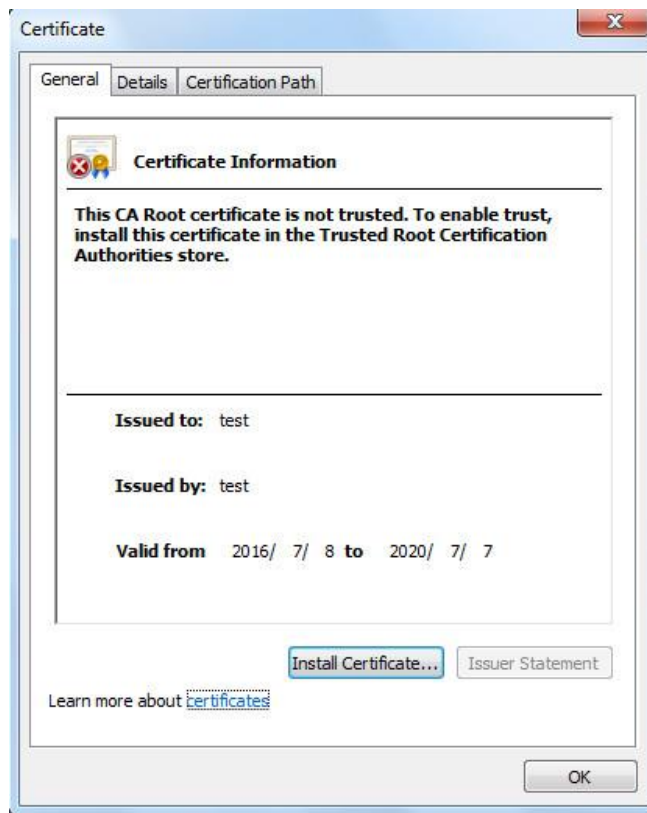 Certificate
General Details Certification Path
Certificate Information
This CA Root certificate is not trusted. To enable trust,
install this certificate in the Trusted Root Certification
Authorities store.
Issued to: test
Issued by: test
Valid from 2016/ 7/ 8 to 2020/ 7/ 7
Install Certificate... Issuer Statement
Learn more about certificates
OK